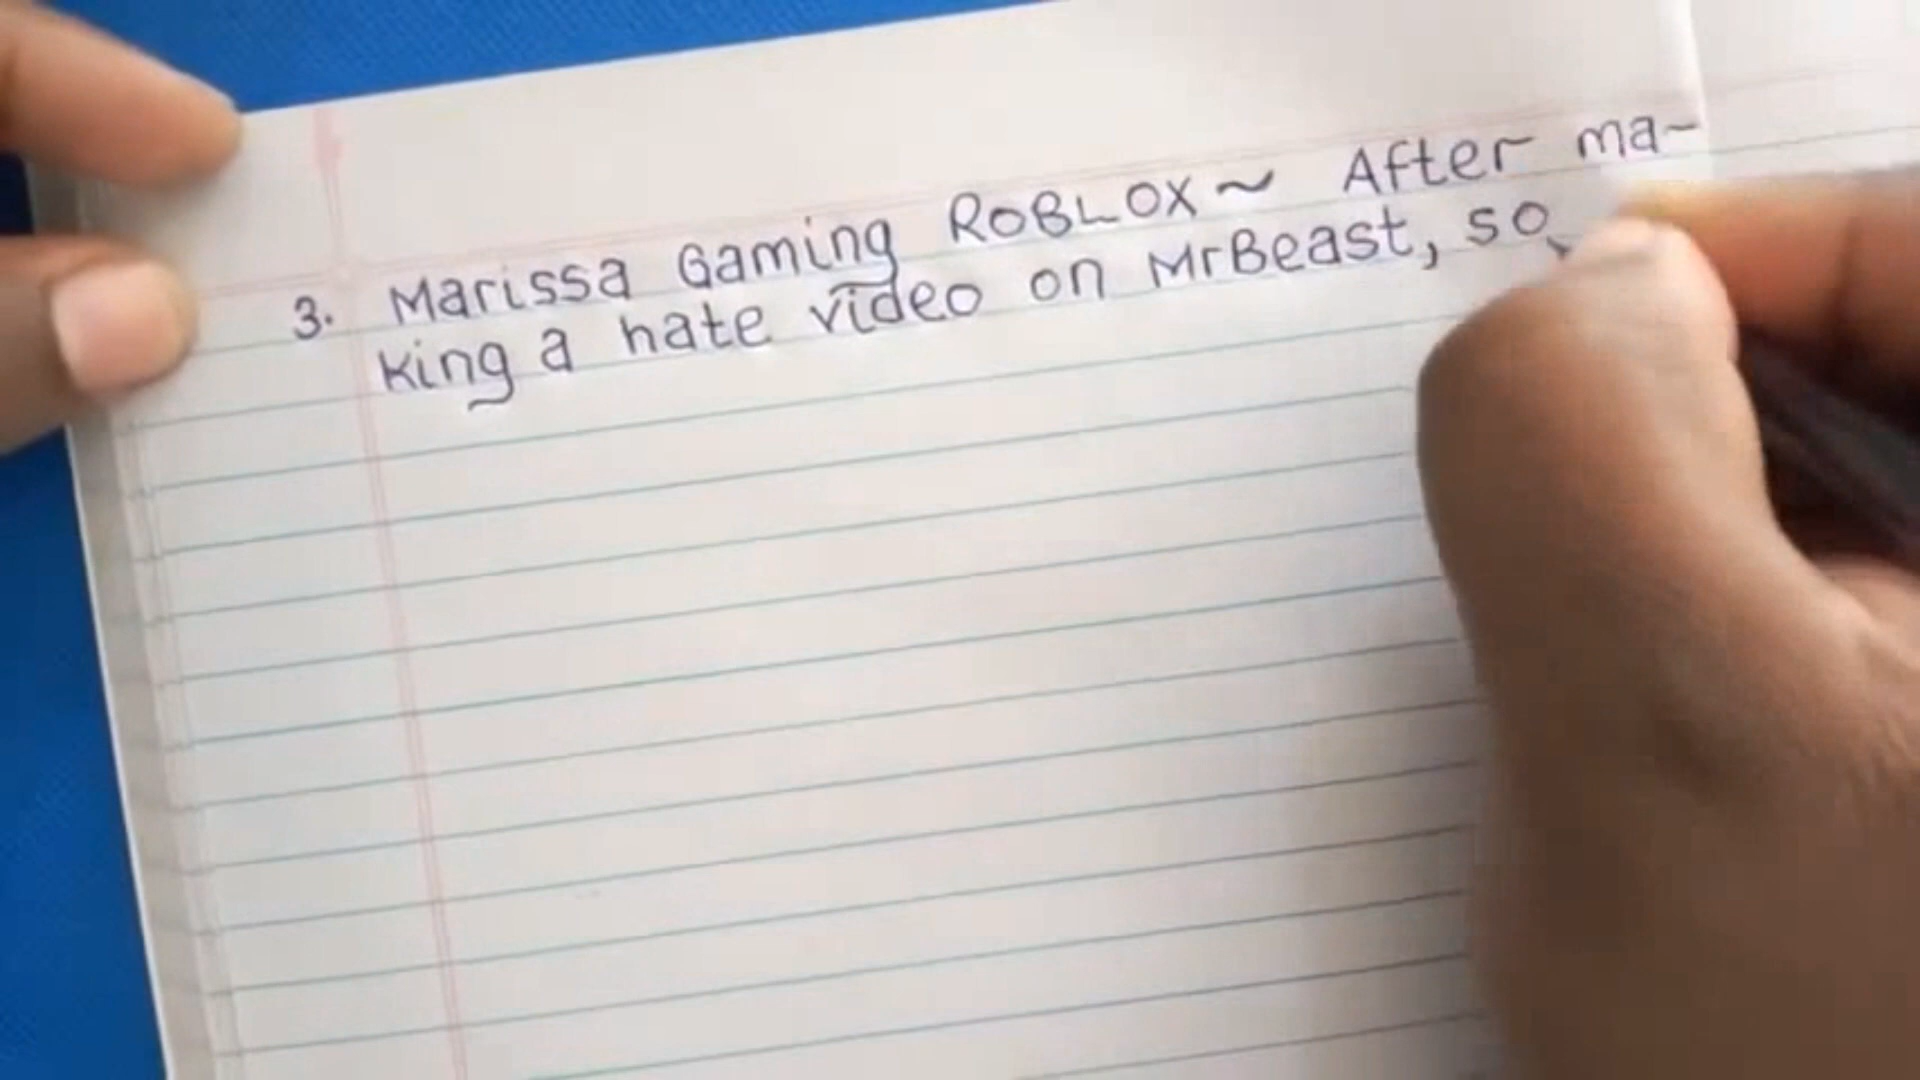 3. Marissa Gaming ROBLOX ~ After ma-
king a hate video on MrBeast, so